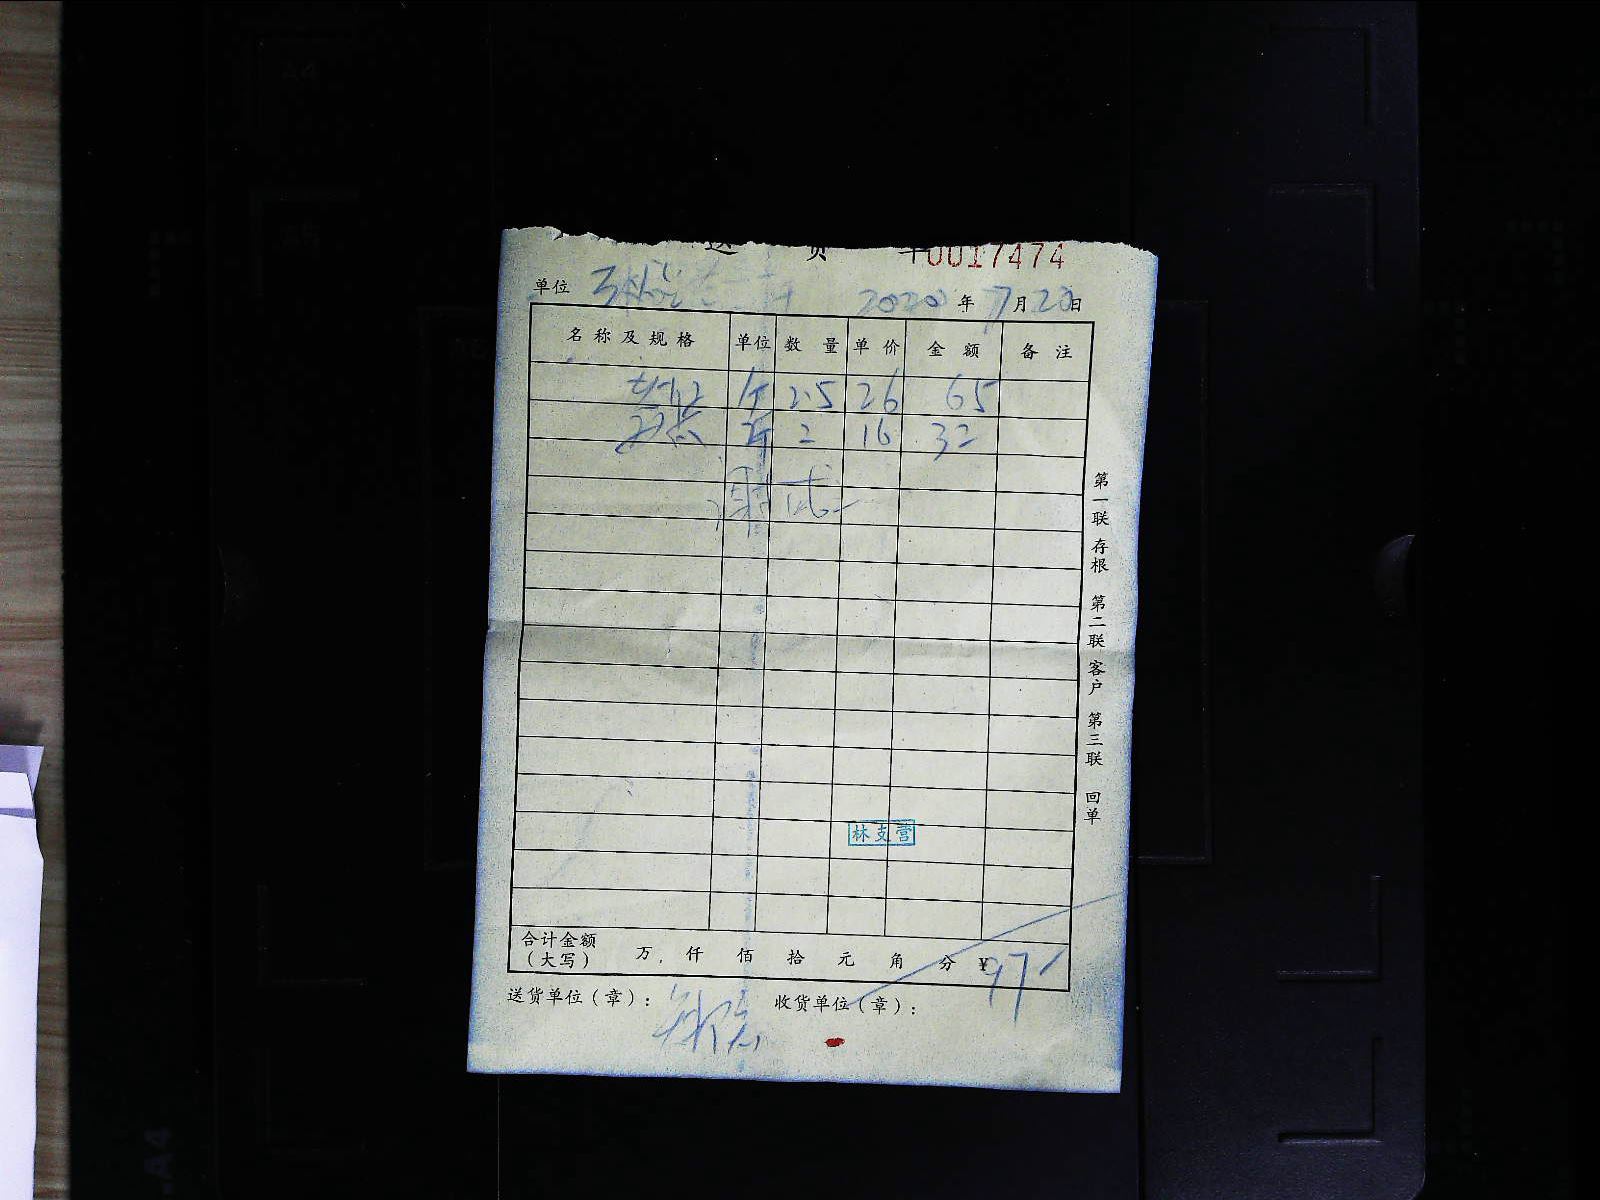 送 货 单 0017474
单位 2020 年 月 20 日
名称及规格 单位 数量 单价 金额 备注
2.5 26 65
斤 2 16 32
林支营
合计金额（大写） 万 仟 佰 拾 元 角 分 ¥97
送货单位（章）： 收货单位（章）：
第一联 存根 第二联 客户 第三联 回单